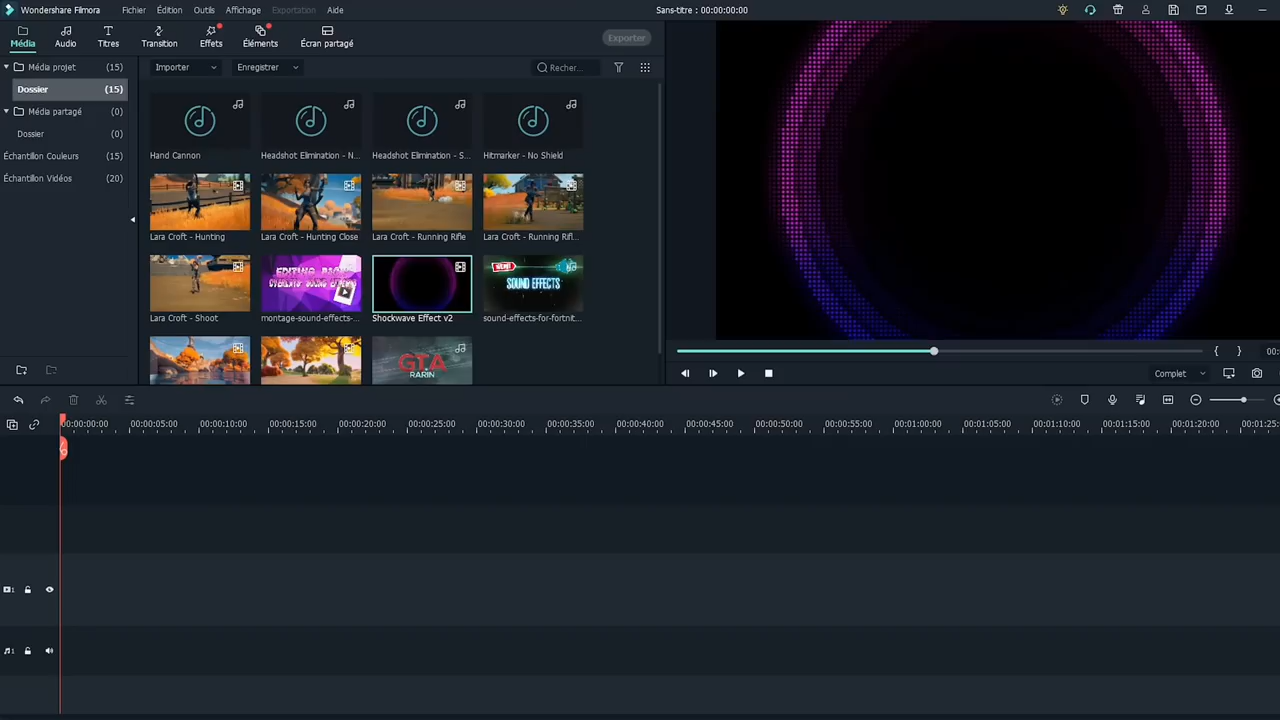 Wondershare Filmora Fichier Édition Outils Affichage Exportation Aide Sans-titre : 00:00:00:00
Média Audio Titres Transition Effets Éléments Écran partagé Exporter
Média projet (15) Importer Enregistrer Recher...
Dossier (15)
Média partagé (0)
Dossier (0)
Échantillon Couleurs (15)
Échantillon Vidéos (20)
Hand Cannon Headshot Elimination - N... Headshot Elimination - S... Hitmarker - No Shield
Lara Croft - Hunting Lara Croft - Hunting Close Lara Croft - Running Rifle Lara Croft - Running Rifl...
SOUND EFFECTS
Lara Croft - Shoot montage-sound-effects-... Shockwave Effect v2 sound-effects-for-fortnit...
GTA
RARIN
{ } 00:
Complet
00:00:00:00 00:00:05:00 00:00:10:00 00:00:15:00 00:00:20:00 00:00:25:00 00:00:30:00 00:00:35:00 00:00:40:00 00:00:45:00 00:00:50:00 00:00:55:00 00:01:00:00 00:01:05:00 00:01:10:00 00:01:15:00 00:01:20:00 00:01:25:
1
1